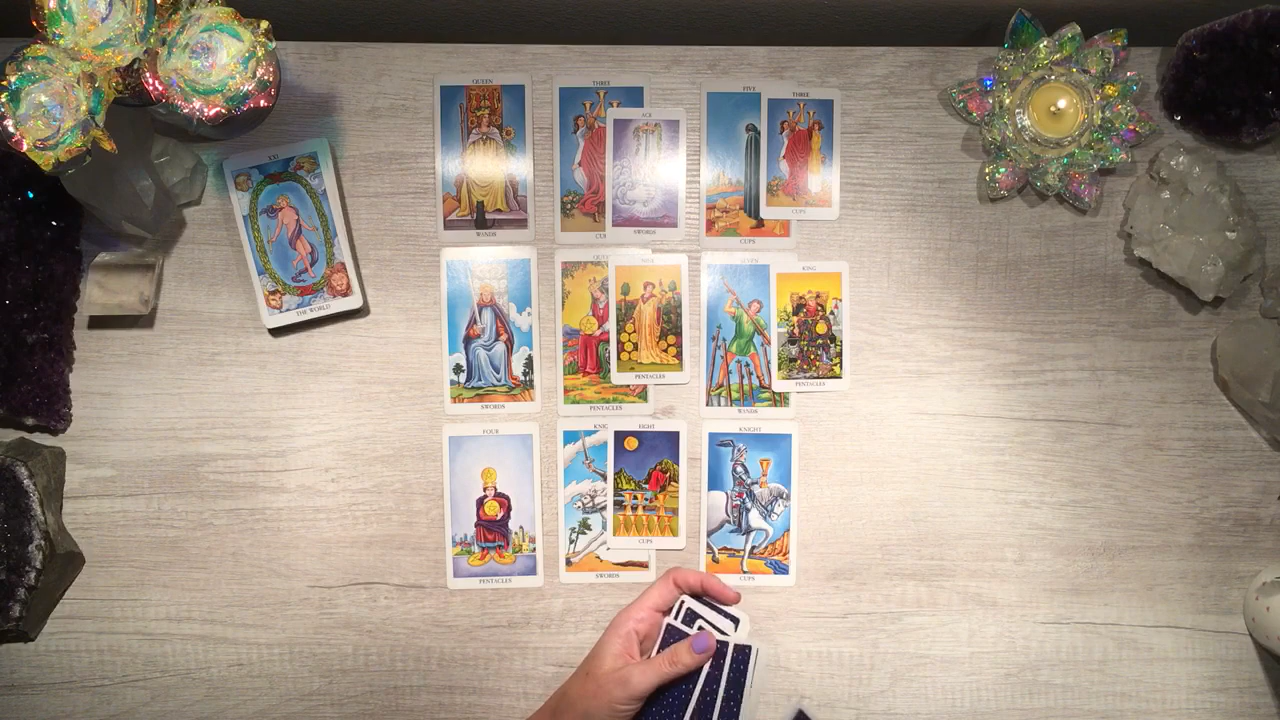 XXI
THE WORLD
QUEEN
WANDS
THREE
ACE
SWORDS
FIVE
CUPS
THREE
CUPS
SWORDS
PENTACLES
PENTACLES
WANDS
KING
PENTACLES
FOUR
PENTACLES
SWORDS
EIGHT
CUPS
KNIGHT
CUPS